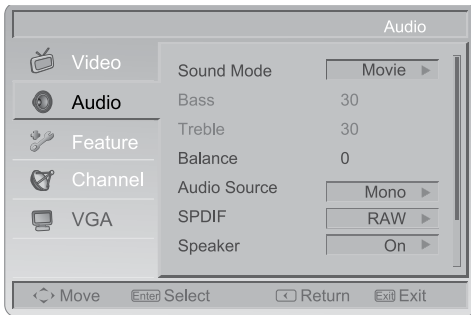 Audio
Video
Audio
Feature
Channel
VGA
Sound Mode Movie
Bass 30
Treble 30
Balance 0
Audio Source Mono
SPDIF RAW
Speaker On
Move Enter Select Return Exit Exit